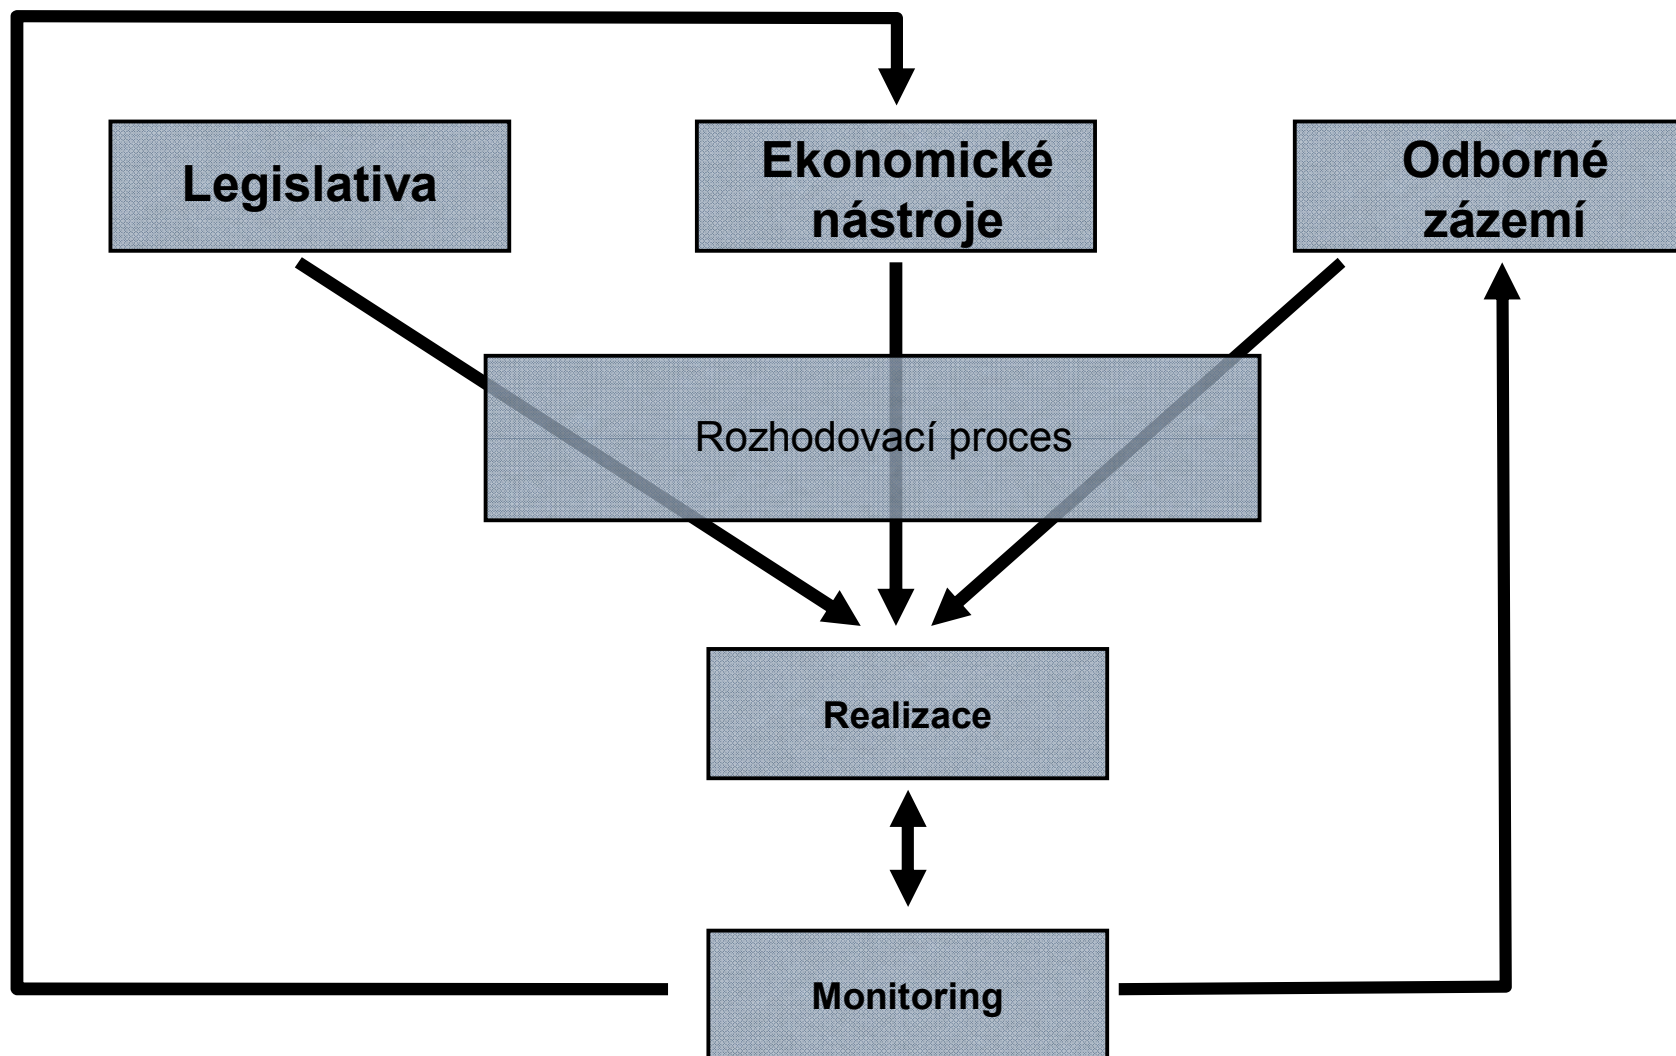 Legislativa
Ekonomické
nástroje
Odborné
zázemí
Rozhodovací proces
Realizace
Monitoring